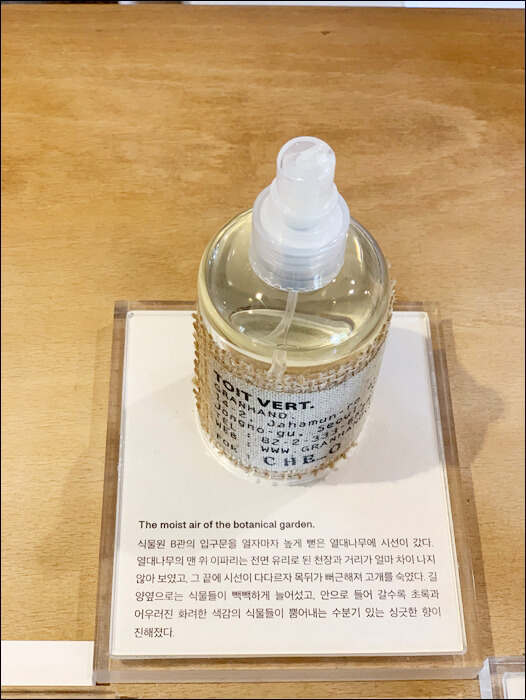 TOIT VERT.
GRANHAND.
Jahamun-ro
Jongno-gu, Seoul
82-2-333
WWW.GRANH
CHE_O
The moist air of the botanical garden.
식물원 B관의 입구문을 열자마자 높게 뻗은 열대나무에 시선이 갔다.
열대나무의 맨 위 이파리는 전면 유리로 된 천장과 거리가 얼마 차이 나지
않아 보였고, 그 끝에 시선이 다다르자 목뒤가 뻐근해져 고개를 숙였다. 길
양옆으로는 식물들이 빽빽하게 늘어섰고, 안으로 들어 갈수록 초록과
어우러진 화려한 색감의 식물들이 뿜어내는 수분기 있는 싱긋한 향이
진해졌다.